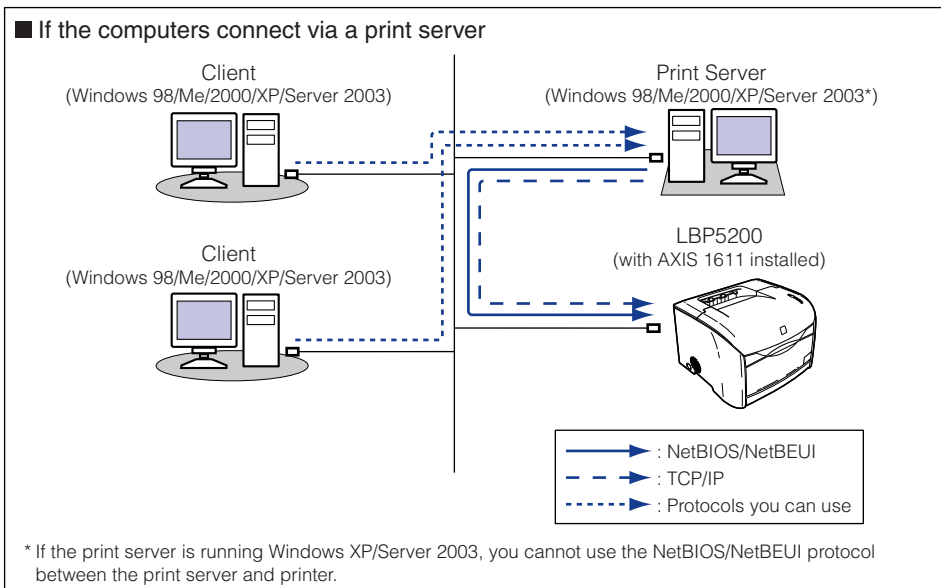 ■ If the computers connect via a print server
Client
(Windows 98/Me/2000/XP/Server 2003)
Print Server
(Windows 98/Me/2000/XP/Server 2003*)
Client
(Windows 98/Me/2000/XP/Server 2003)
LBP5200
(with AXIS 1611 installed)
: NetBIOS/NetBEUI
: TCP/IP
: Protocols you can use
* If the print server is running Windows XP/Server 2003, you cannot use the NetBIOS/NetBEUI protocol
between the print server and printer.